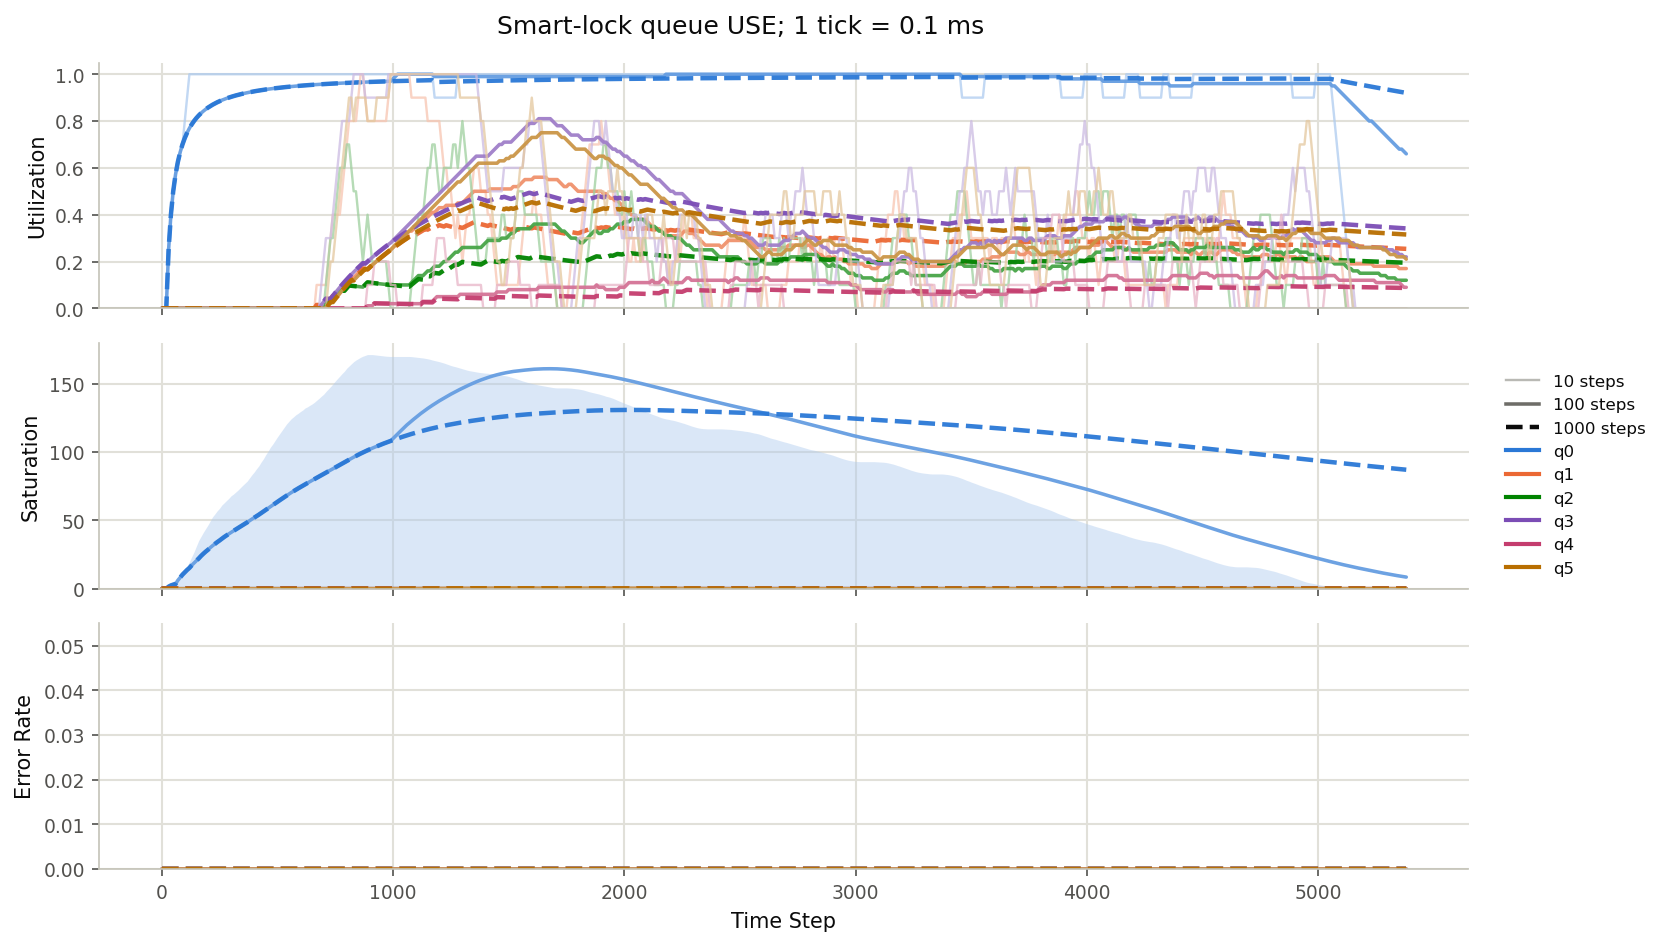 Smart-lock queue USE; 1 tick = 0.1 ms
Utilization
1.0
0.8
0.6
0.4
0.2
0.0
Saturation
150
100
50
0
10 steps
100 steps
1000 steps
q0
q1
q2
q3
q4
q5
Error Rate
0.05
0.04
0.03
0.02
0.01
0.00
0 1000 2000 3000 4000 5000
Time Step